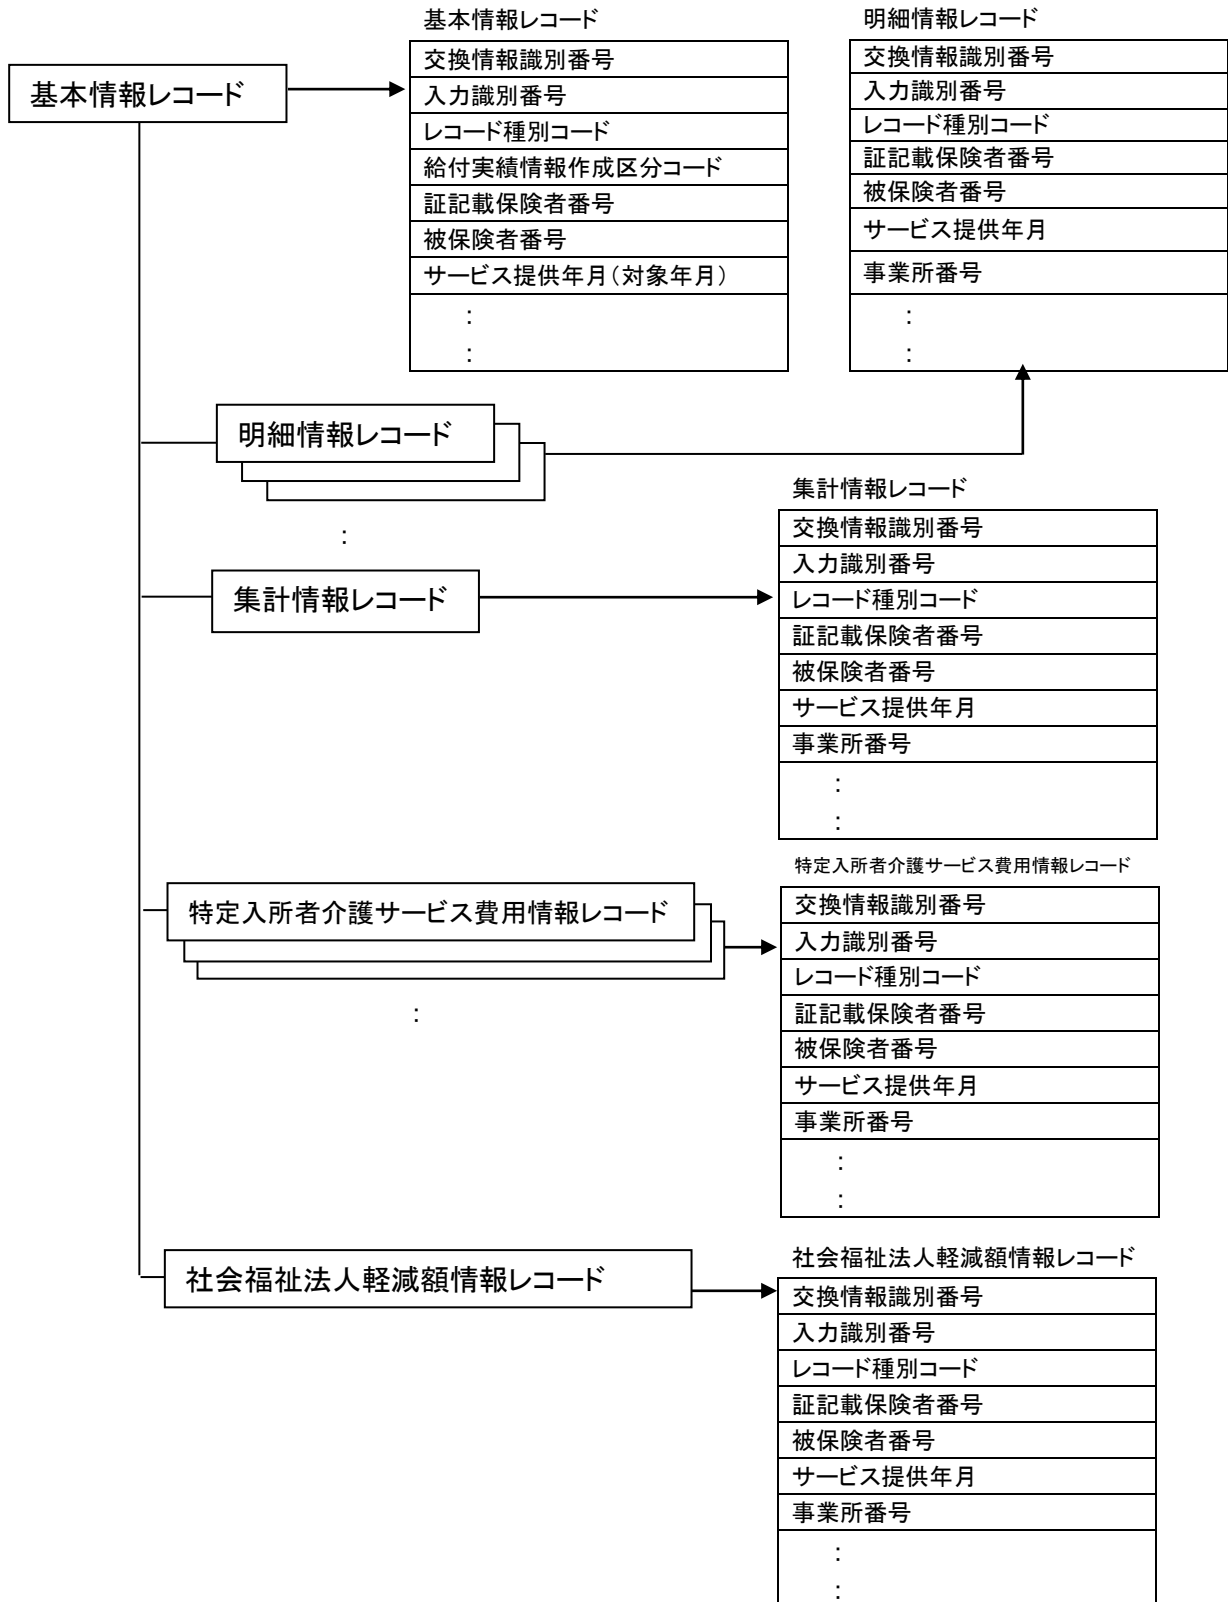 基本情報レコード
基本情報レコード
交換情報識別番号
入力識別番号
レコード種別コード
給付実績情報作成区分コード
証記載保険者番号
被保険者番号
サービス提供年月(対象年月)
:
:
明細情報レコード
交換情報識別番号
入力識別番号
レコード種別コード
証記載保険者番号
被保険者番号
サービス提供年月
事業所番号
:
:
明細情報レコード
:
集計情報レコード
集計情報レコード
交換情報識別番号
入力識別番号
レコード種別コード
証記載保険者番号
被保険者番号
サービス提供年月
事業所番号
:
:
特定入所者介護サービス費用情報レコード
:
特定入所者介護サービス費用情報レコード
交換情報識別番号
入力識別番号
レコード種別コード
証記載保険者番号
被保険者番号
サービス提供年月
事業所番号
:
:
社会福祉法人軽減額情報レコード
社会福祉法人軽減額情報レコード
交換情報識別番号
入力識別番号
レコード種別コード
証記載保険者番号
被保険者番号
サービス提供年月
事業所番号
:
: